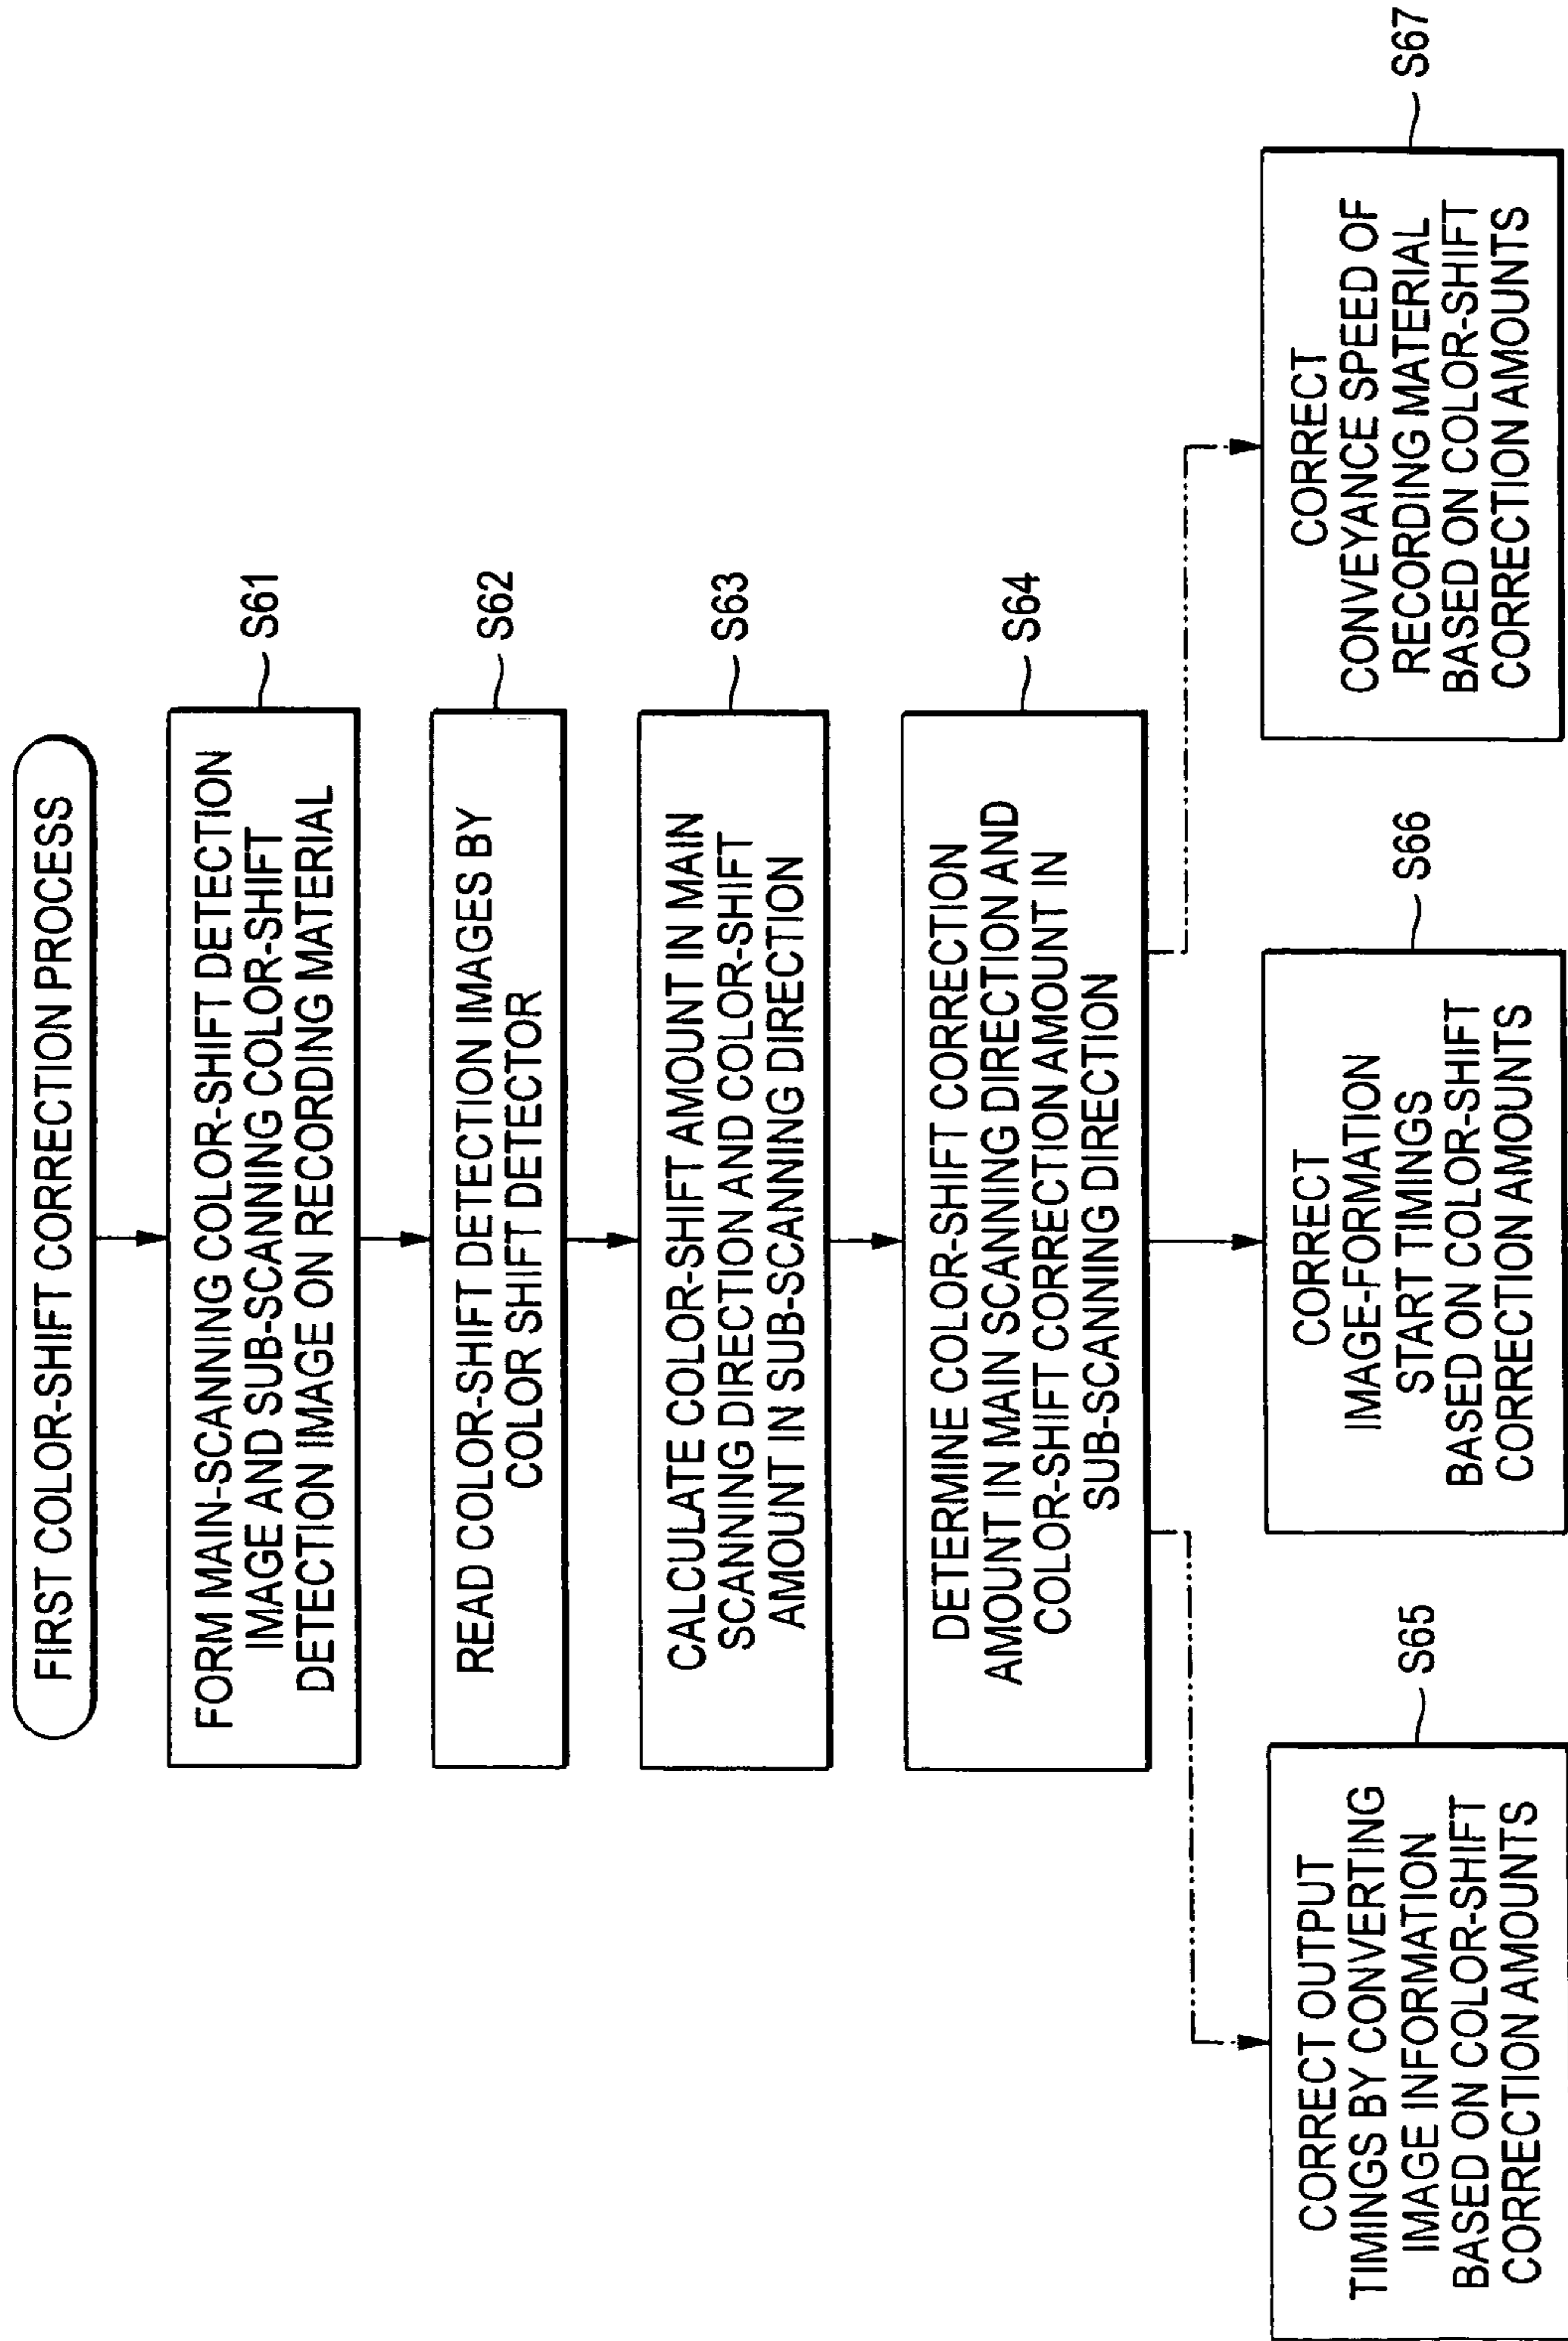 FIRST COLOR-SHIFT CORRECTION PROCESS
FORM MAIN-SCANNING COLOR-SHIFT DETECTION
IMAGE AND SUB-SCANNING COLOR-SHIFT
DETECTION IMAGE ON RECORDING MATERIAL
S61
READ COLOR-SHIFT DETECTION IMAGES BY
COLOR SHIFT DETECTOR
S62
CALCULATE COLOR-SHIFT AMOUNT IN MAIN
SCANNING DIRECTION AND COLOR-SHIFT
AMOUNT IN SUB-SCANNING DIRECTION
S63
DETERMINE COLOR-SHIFT CORRECTION
AMOUNT IN MAIN SCANNING DIRECTION AND
COLOR-SHIFT CORRECTION AMOUNT IN
SUB-SCANNING DIRECTION
S64
CORRECT OUTPUT
TIMINGS BY CONVERTING
IMAGE INFORMATION
BASED ON COLOR-SHIFT
CORRECTION AMOUNTS
S65
CORRECT
IMAGE-FORMATION
START TIMINGS
BASED ON COLOR-SHIFT
CORRECTION AMOUNTS
S66
CORRECT
CONVEYANCE SPEED OF
RECORDING MATERIAL
BASED ON COLOR-SHIFT
CORRECTION AMOUNTS
S67